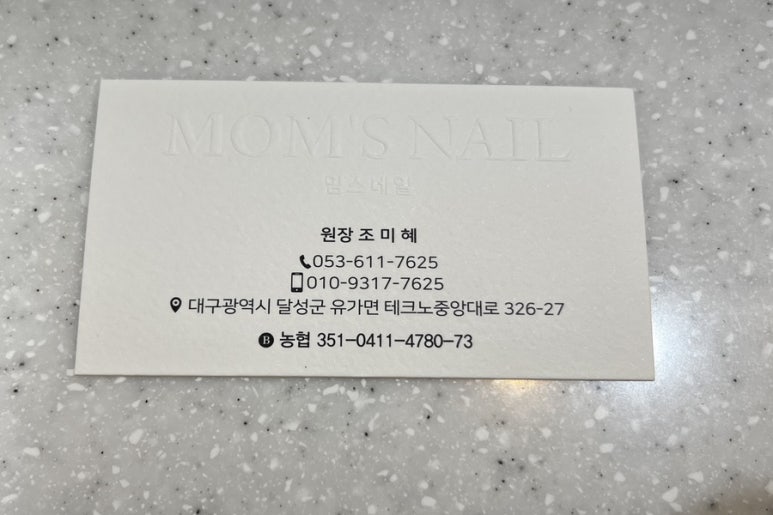 MOM'S NAIL
맘스네일
원장 조 미 혜
053-611-7625
010-9317-7625
대구광역시 달성군 유가면 테크노중앙대로 326-27
B 농협 351-0411-4780-73